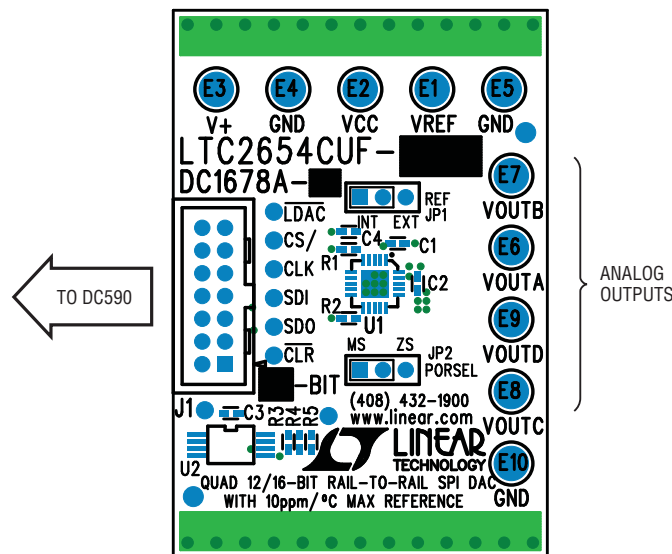 E3 E4 E2 E1 E5
V+ GND VCC VREF GND
LTC2654CUF-
DC1678A-
E7
VOUTB
REF
JP1
INT EXT
LDAC
CS/
CLK
SDI
SDO
CLR
C4
C1
R1
C2
R2
U1
E6
VOUTA
E9
VOUTD
E8
VOUTC
E10
GND
TO DC590
ANALOG
OUTPUTS
MS ZS
JP2
PORSEL
-BIT
(408) 432-1900
www.linear.com
J1
C3
R3
R4
R5
U2
LINEAR
TECHNOLOGY
QUAD 12/16-BIT RAIL-TO-RAIL SPI DAC
WITH 10ppm/°C MAX REFERENCE